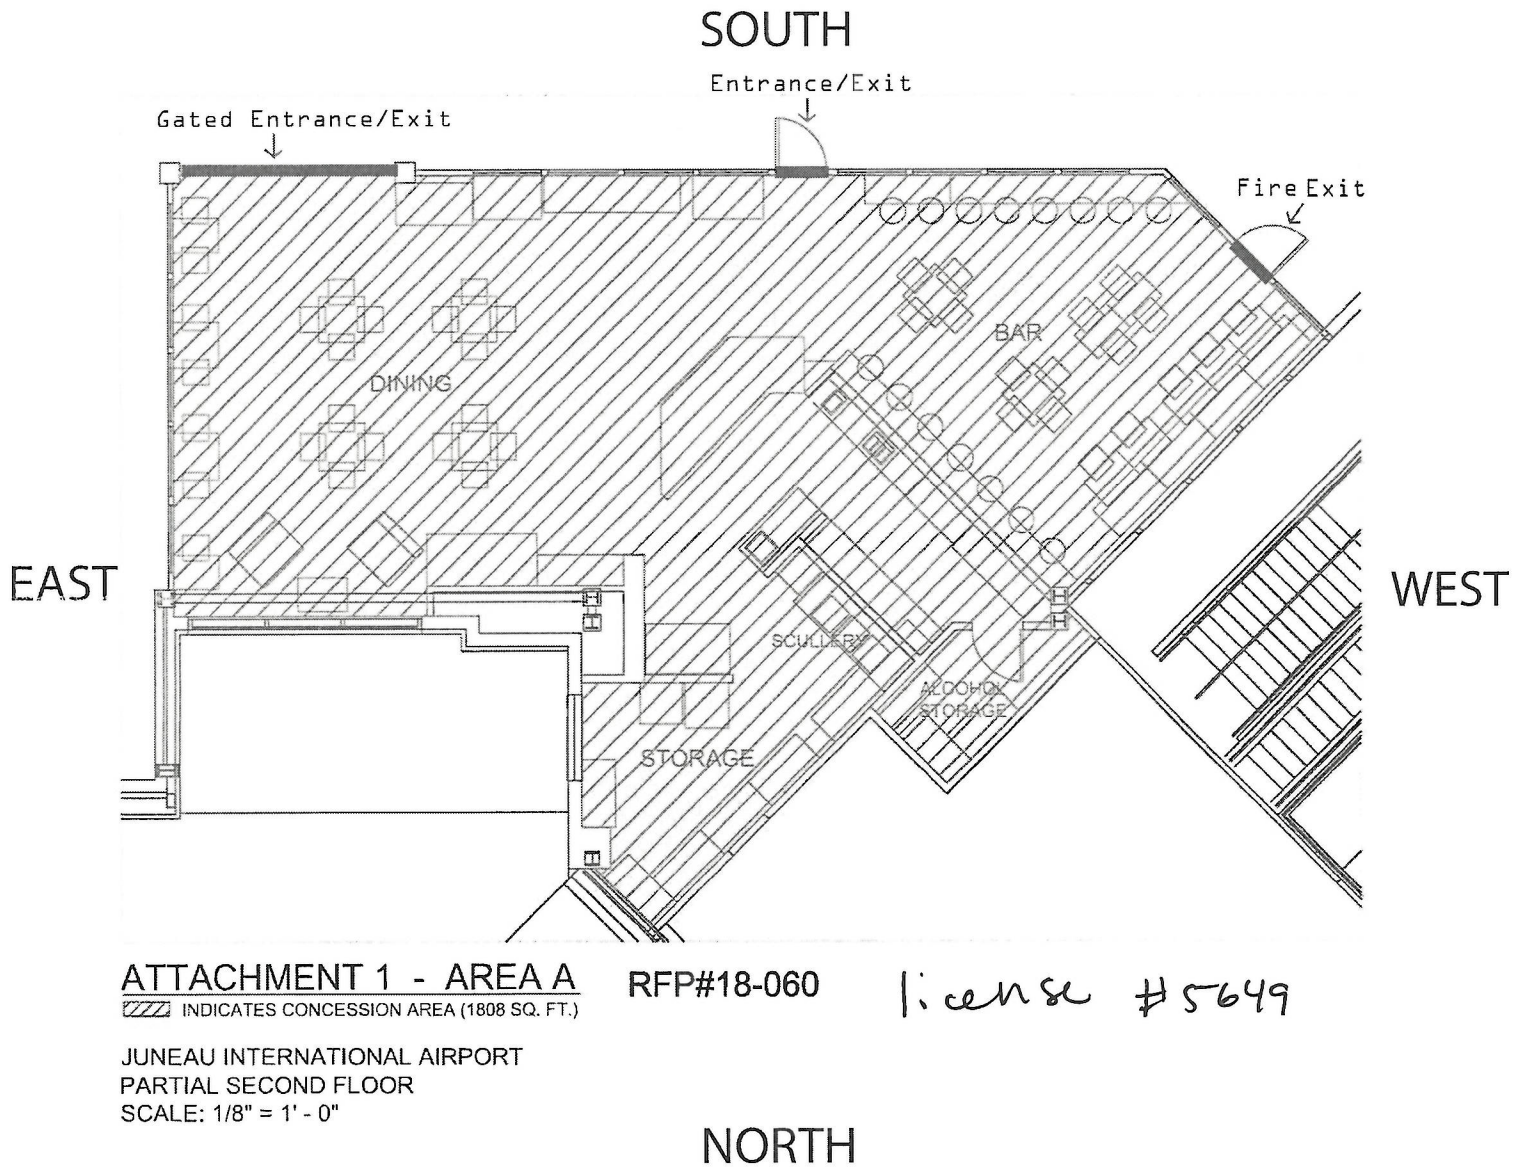 SOUTH
Entrance/Exit
Gated Entrance/Exit
Fire Exit
BAR
DINING
EAST
WEST
SCULLERY
ALCOHOL
STORAGE
STORAGE
ATTACHMENT 1 - AREA A RFP#18-060 license #5649
INDICATES CONCESSION AREA (1808 SQ. FT.)
JUNEAU INTERNATIONAL AIRPORT
PARTIAL SECOND FLOOR
SCALE: 1/8" = 1' - 0"
NORTH